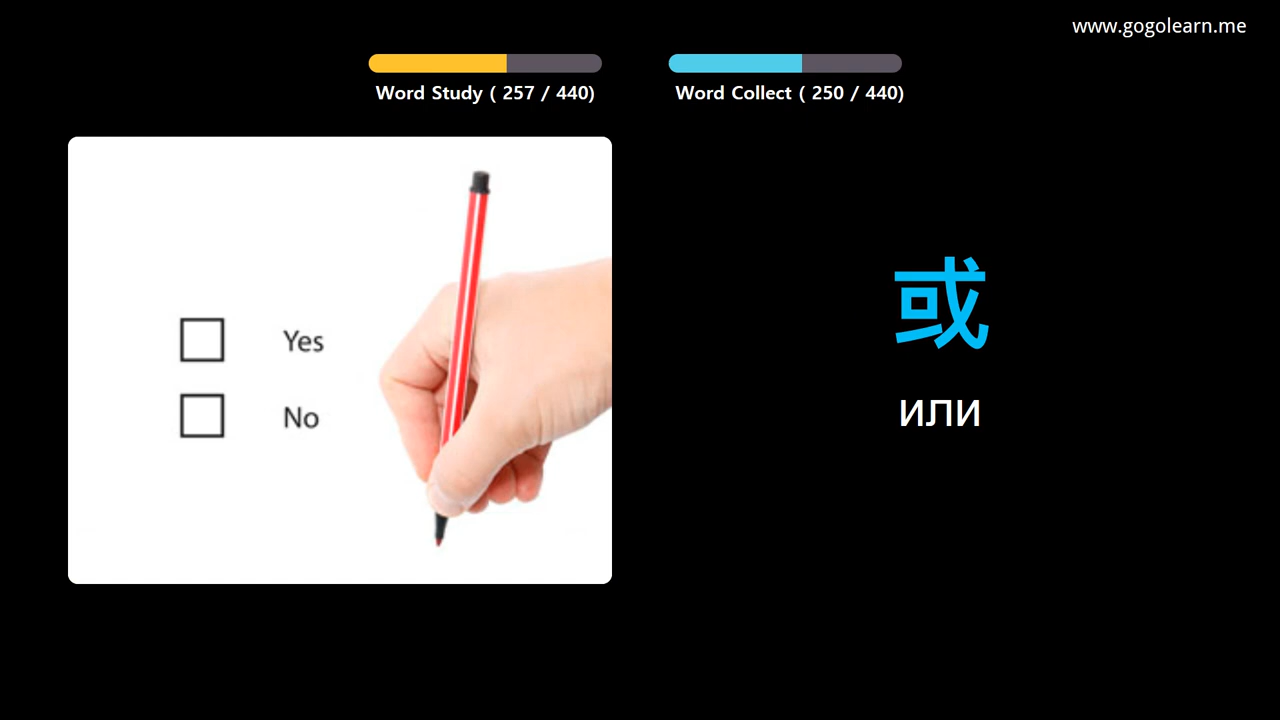 www.gogolearn.me
Word Study ( 257 / 440)
Word Collect ( 250 / 440)
Yes
No
或
или